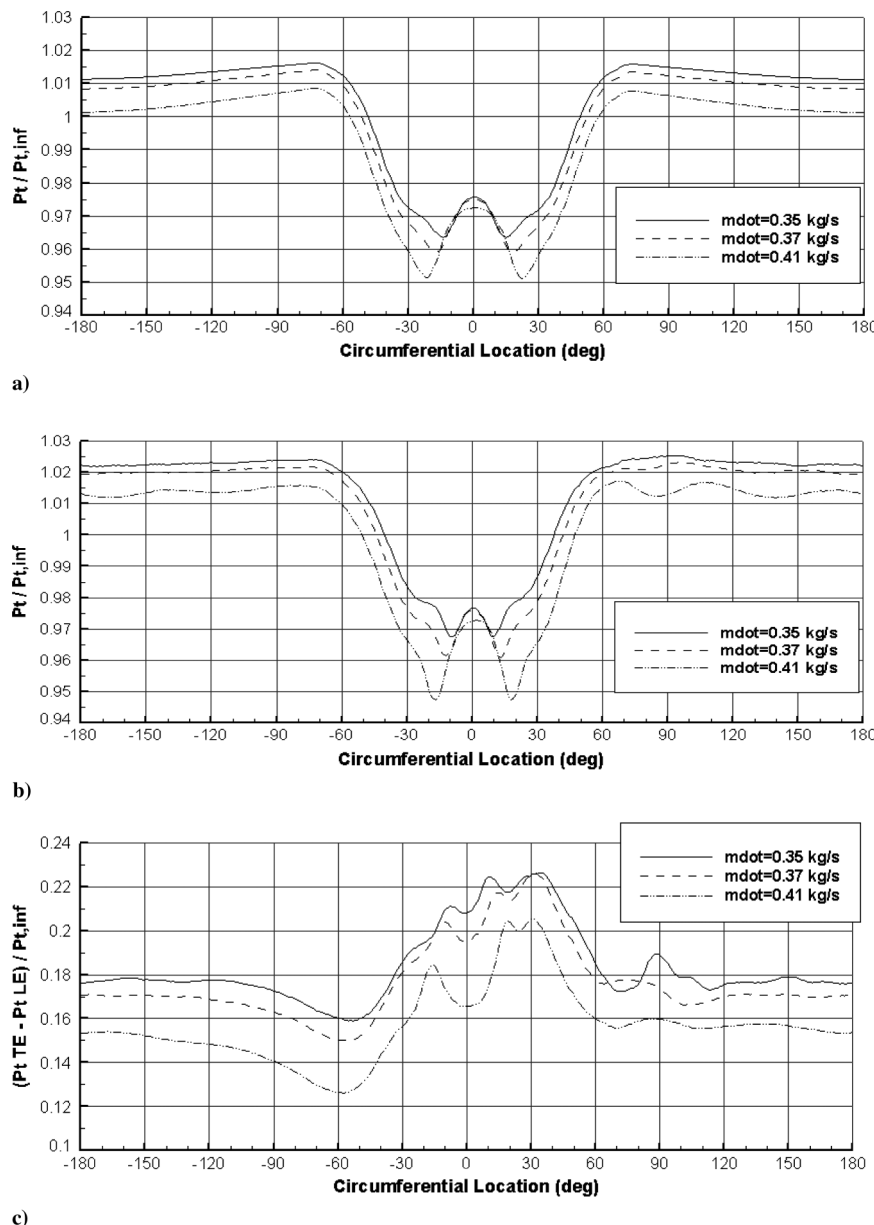 1.03
1.02
1.01
1
0.99
0.98
0.97
0.96
0.95
0.94
Pt / Pt,inf
mdot=0.35 kg/s
mdot=0.37 kg/s
mdot=0.41 kg/s
-180 -150 -120 -90 -60 -30 0 30 60 90 120 150 180
Circumferential Location (deg)
a)
1.03
1.02
1.01
1
0.99
0.98
0.97
0.96
0.95
0.94
Pt / Pt,inf
mdot=0.35 kg/s
mdot=0.37 kg/s
mdot=0.41 kg/s
-180 -150 -120 -90 -60 -30 0 30 60 90 120 150 180
Circumferential Location (deg)
b)
0.24
0.22
0.2
0.18
0.16
0.14
0.12
0.1
(Pt TE - Pt LE) / Pt,inf
mdot=0.35 kg/s
mdot=0.37 kg/s
mdot=0.41 kg/s
-180 -150 -120 -90 -60 -30 0 30 60 90 120 150 180
Circumferential Location (deg)
c)